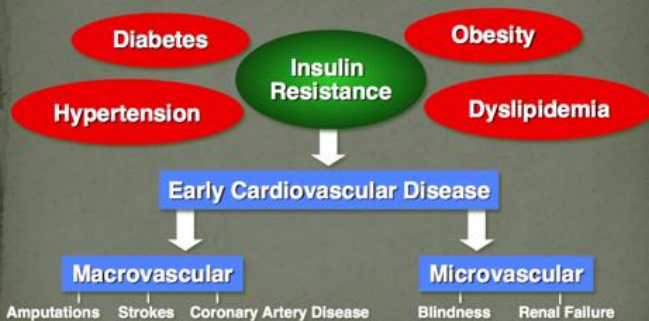 Diabetes
Obesity
Insulin
Resistance
Hypertension
Dyslipidemia
Early Cardiovascular Disease
Macrovascular
Microvascular
Amputations Strokes Coronary Artery Disease
Blindness Renal Failure